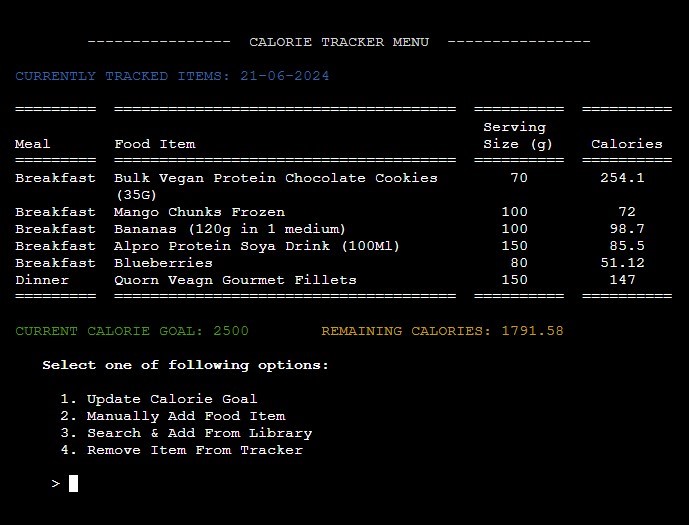 ---------------- CALORIE TRACKER MENU ----------------
CURRENTLY TRACKED ITEMS: 21-06-2024
========= ====================================== ========== ==========
Serving
Meal Food Item Size (g) Calories
========= ====================================== ========== ==========
Breakfast Bulk Vegan Protein Chocolate Cookies 70 254.1
(35G)
Breakfast Mango Chunks Frozen 100 72
Breakfast Bananas (120g in 1 medium) 100 98.7
Breakfast Alpro Protein Soya Drink (100Ml) 150 85.5
Breakfast Blueberries 80 51.12
Dinner Quorn Veagn Gourmet Fillets 150 147
========= ====================================== ========== ==========
CURRENT CALORIE GOAL: 2500 REMAINING CALORIES: 1791.58
Select one of following options:
1. Update Calorie Goal
2. Manually Add Food Item
3. Search & Add From Library
4. Remove Item From Tracker
>